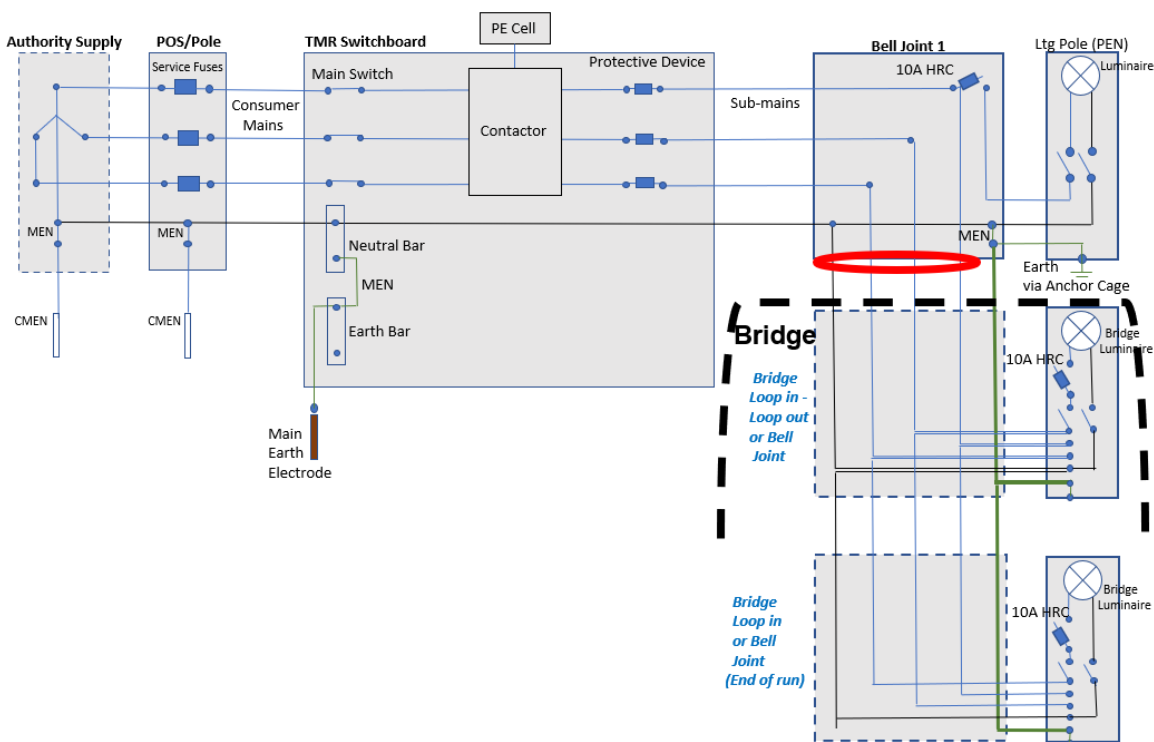 PE Cell
Authority Supply
POS/Pole
TMR Switchboard
Bell Joint 1
Ltg Pole (PEN)
Service Fuses
Main Switch
Protective Device
10A HRC
Luminaire
Consumer
Mains
Contactor
Sub-mains
MEN
MEN
Neutral Bar
MEN
MEN
Earth
via Anchor Cage
CMEN
CMEN
Earth Bar
Bridge
Bridge
Luminaire
10A HRC
Bridge
Loop in -
Loop out
or Bell
Joint
Main
Earth
Electrode
Bridge
Loop in
or Bell
Joint
(End of run)
Bridge
Luminaire
10A HRC